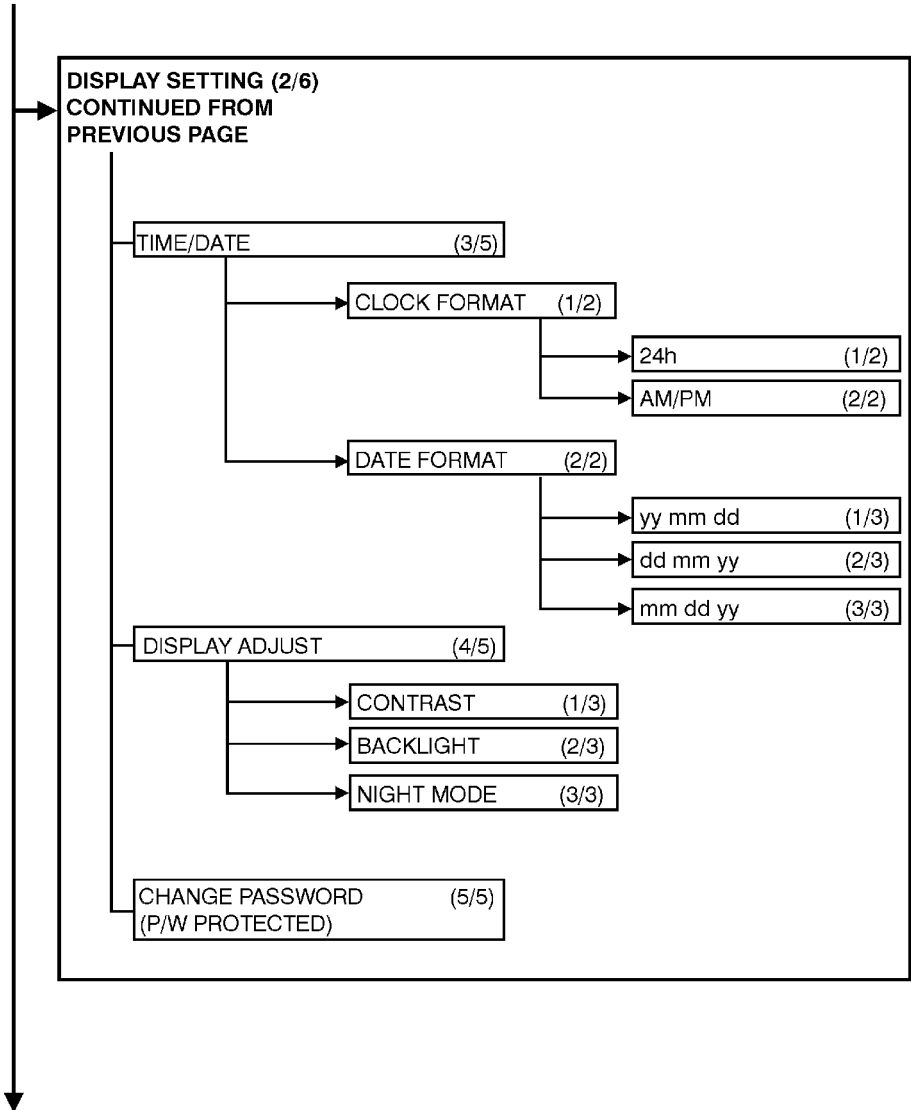 DISPLAY SETTING (2/6)
CONTINUED FROM
PREVIOUS PAGE
TIME/DATE (3/5)
CLOCK FORMAT (1/2)
24h (1/2)
AM/PM (2/2)
DATE FORMAT (2/2)
yy mm dd (1/3)
dd mm yy (2/3)
mm dd yy (3/3)
DISPLAY ADJUST (4/5)
CONTRAST (1/3)
BACKLIGHT (2/3)
NIGHT MODE (3/3)
CHANGE PASSWORD (5/5)
(P/W PROTECTED)